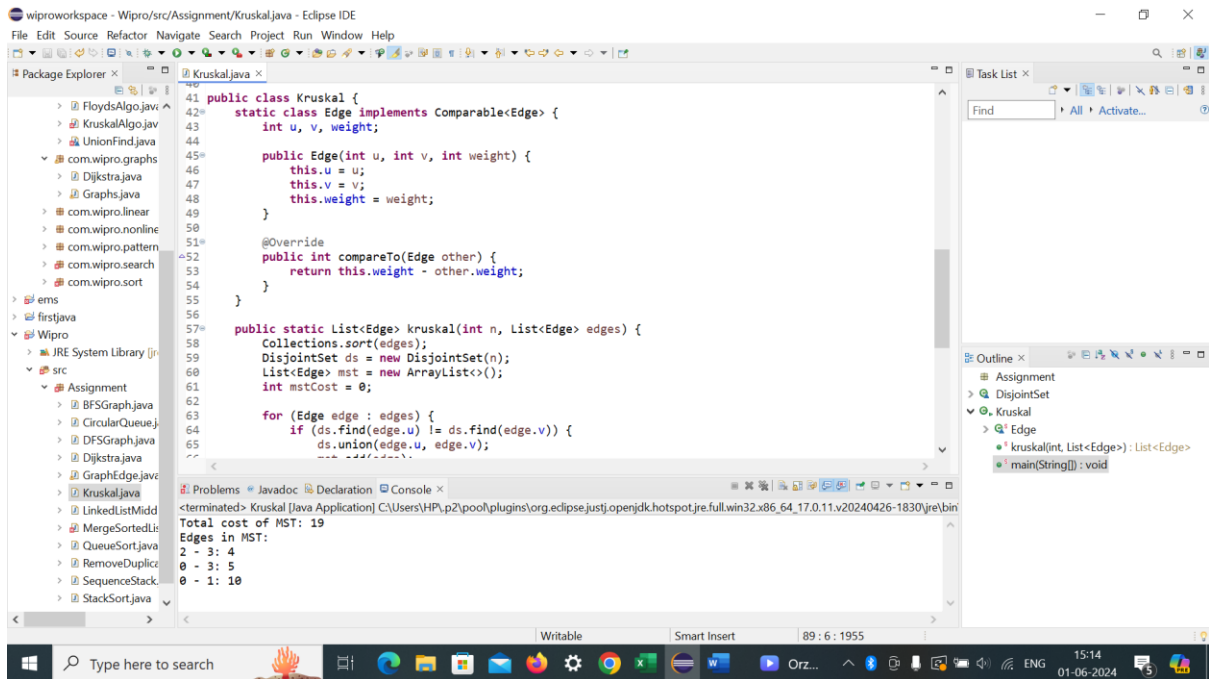 wiproworkspace - Wipro/src/Assignment/Kruskal.java - Eclipse IDE
File Edit Source Refactor Navigate Search Project Run Window Help
Package Explorer
FloydsAlgo.java
KruskalAlgo.jav
UnionFind.java
com.wipro.graphs
Dijkstra.java
Graphs.java
com.wipro.linear
com.wipro.nonline
com.wipro.pattern
com.wipro.search
com.wipro.sort
ems
firstjava
Wipro
JRE System Library [jr
src
Assignment
BFSGraph.java
CircularQueue.j
DFSGraph.java
Dijkstra.java
GraphEdge.java
Kruskal.java
LinkedListMidd
MergeSortedLis
QueueSort.java
RemoveDuplica
SequenceStack.
StackSort.java
Kruskal.java
41 public class Kruskal {
42 static class Edge implements Comparable<Edge> {
43 int u, v, weight;
44
45 public Edge(int u, int v, int weight) {
46 this.u = u;
47 this.v = v;
48 this.weight = weight;
49 }
50
51 @Override
52 public int compareTo(Edge other) {
53 return this.weight - other.weight;
54 }
55 }
56
57 public static List<Edge> kruskal(int n, List<Edge> edges) {
58 Collections.sort(edges);
59 DisjointSet ds = new DisjointSet(n);
60 List<Edge> mst = new ArrayList<>();
61 int mstCost = 0;
62
63 for (Edge edge : edges) {
64 if (ds.find(edge.u) != ds.find(edge.v)) {
65 ds.union(edge.u, edge.v);
Problems Javadoc Declaration Console
<terminated> Kruskal [Java Application] C:\Users\HP\.p2\pool\plugins\org.eclipse.justj.openjdk.hotspot.jre.full.win32.x86_64_17.0.11.v20240426-1830\jre\bin
Total cost of MST: 19
Edges in MST:
2 - 3: 4
0 - 3: 5
0 - 1: 10
Task List
Find All Activate...
Outline
Assignment
DisjointSet
Kruskal
Edge
kruskal(int, List<Edge>) : List<Edge>
main(String[]) : void
Writable Smart Insert 89 : 6 : 1955
Type here to search
Orz...
ENG
15:14
01-06-2024
5